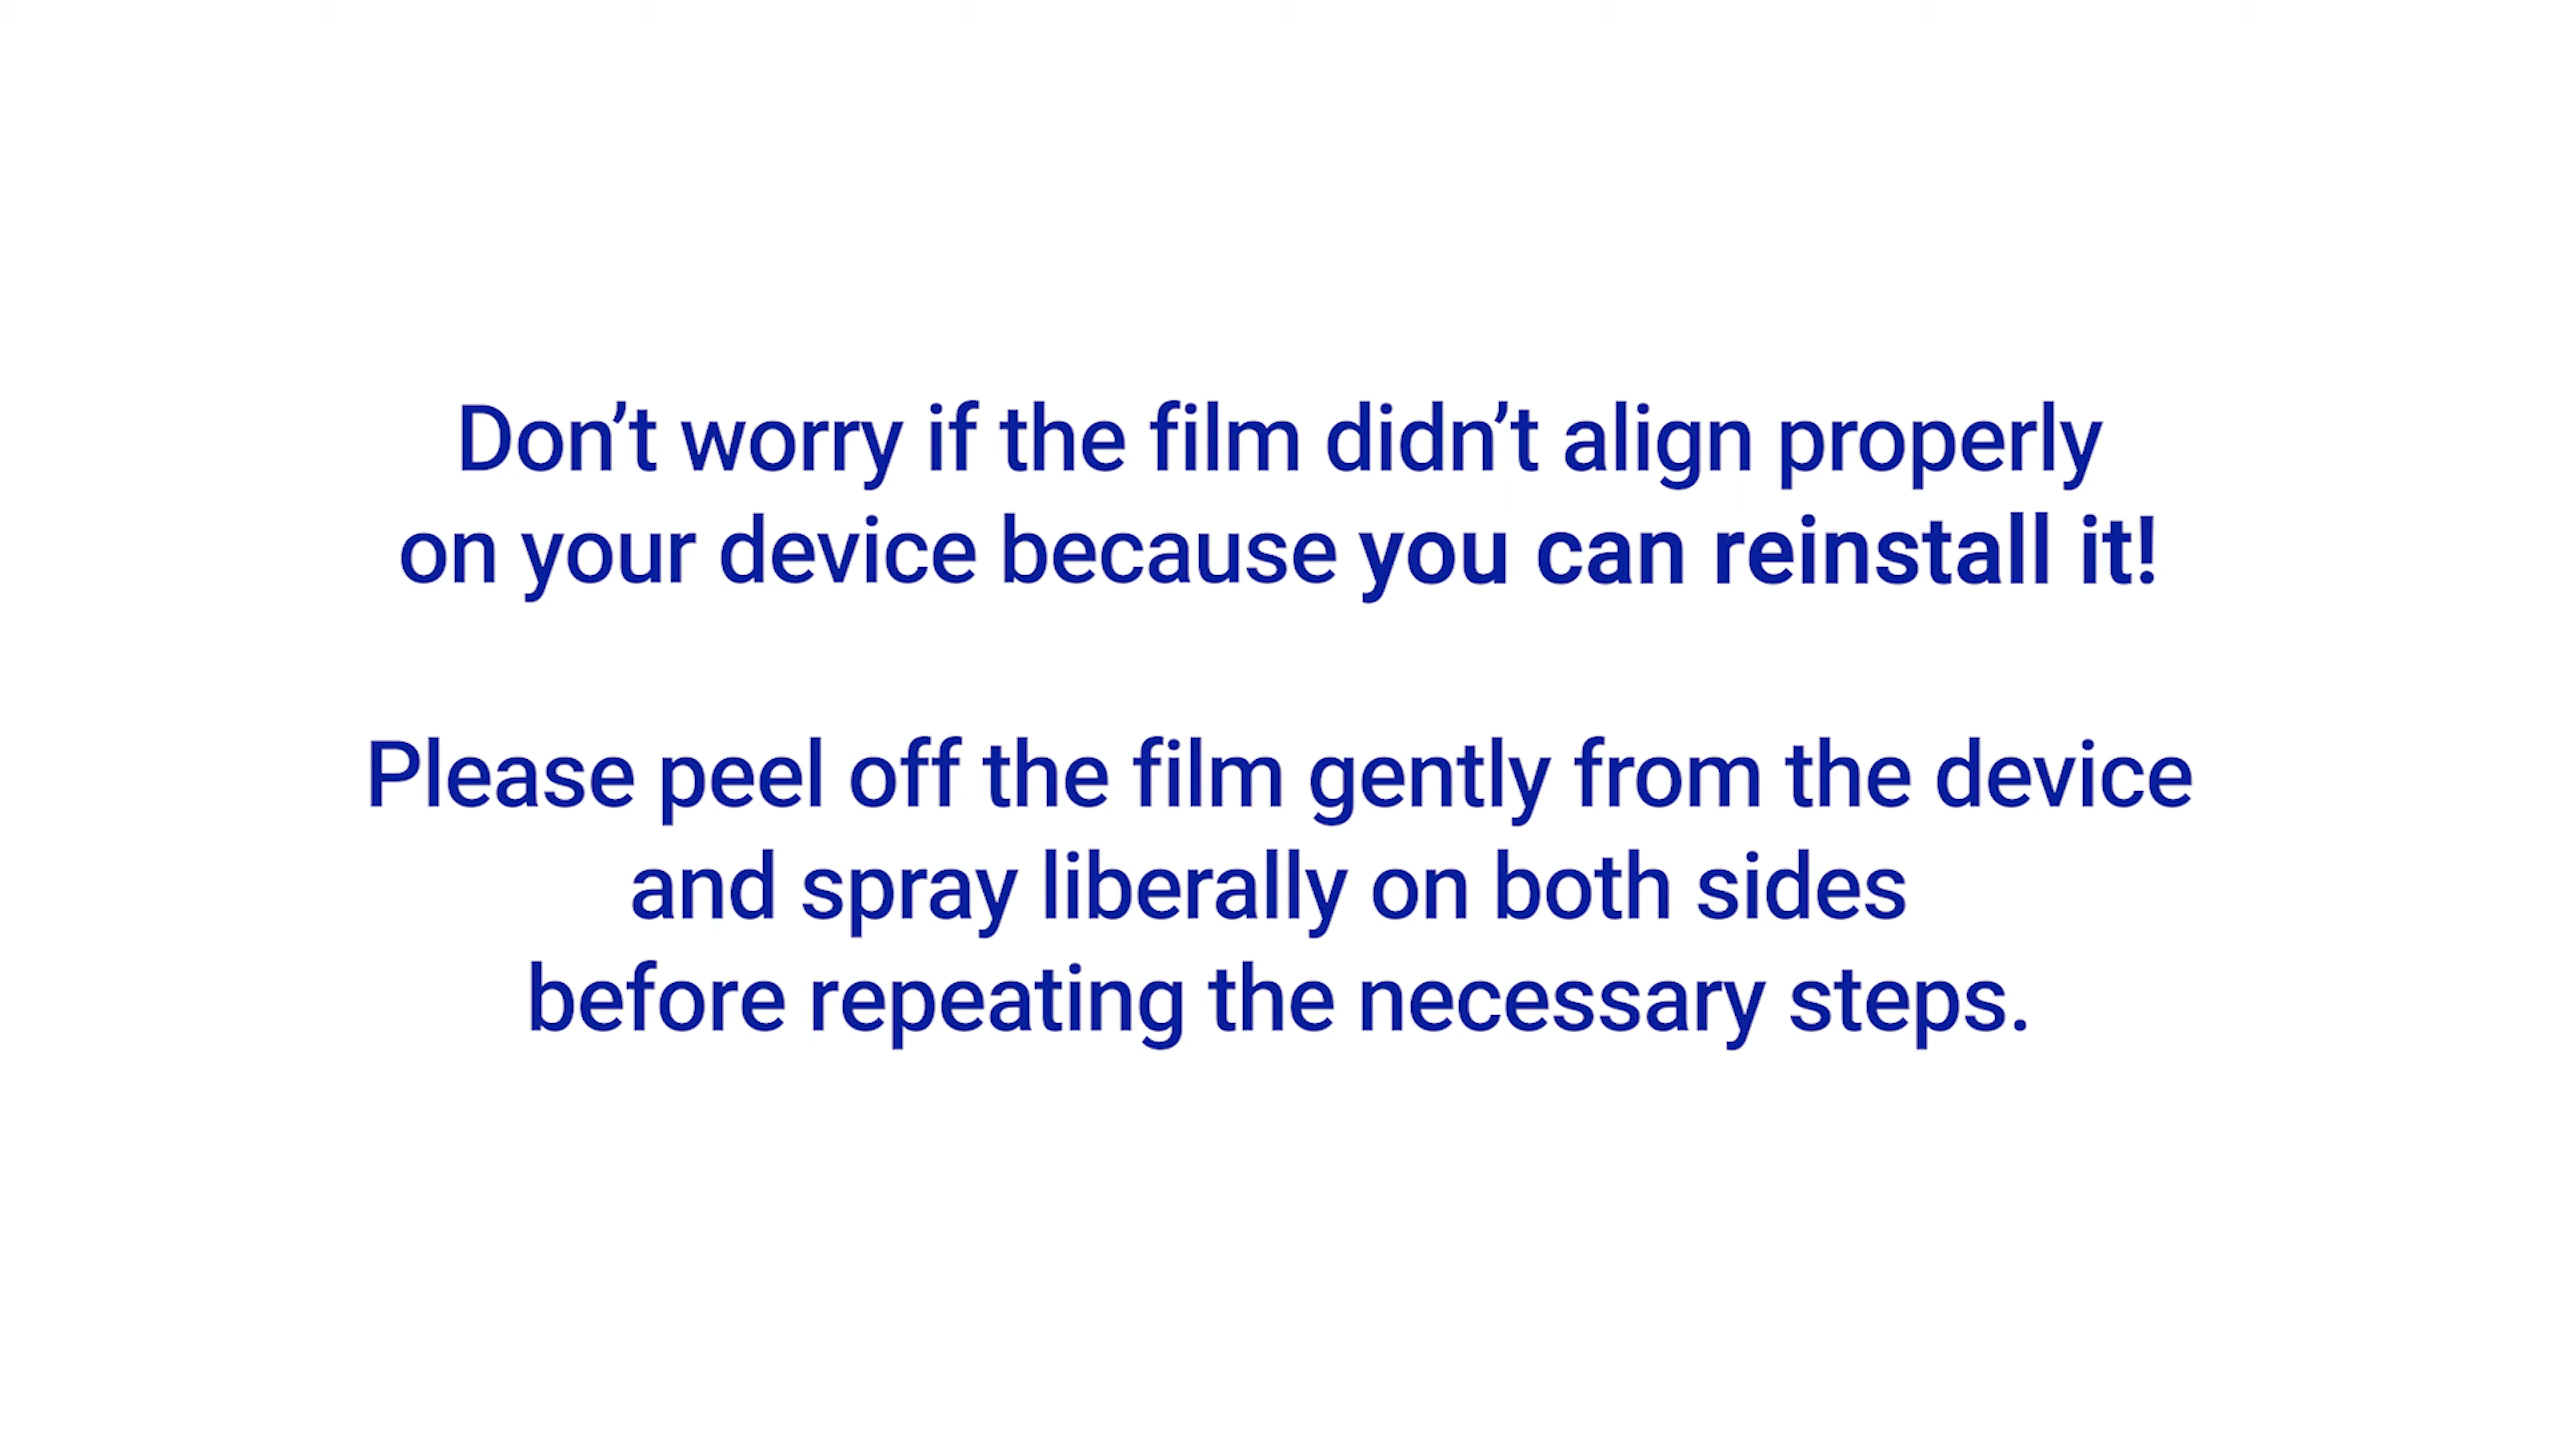 Don’t worry if the film didn’t align properly
on your device because you can reinstall it!
Please peel off the film gently from the device
and spray liberally on both sides
before repeating the necessary steps.